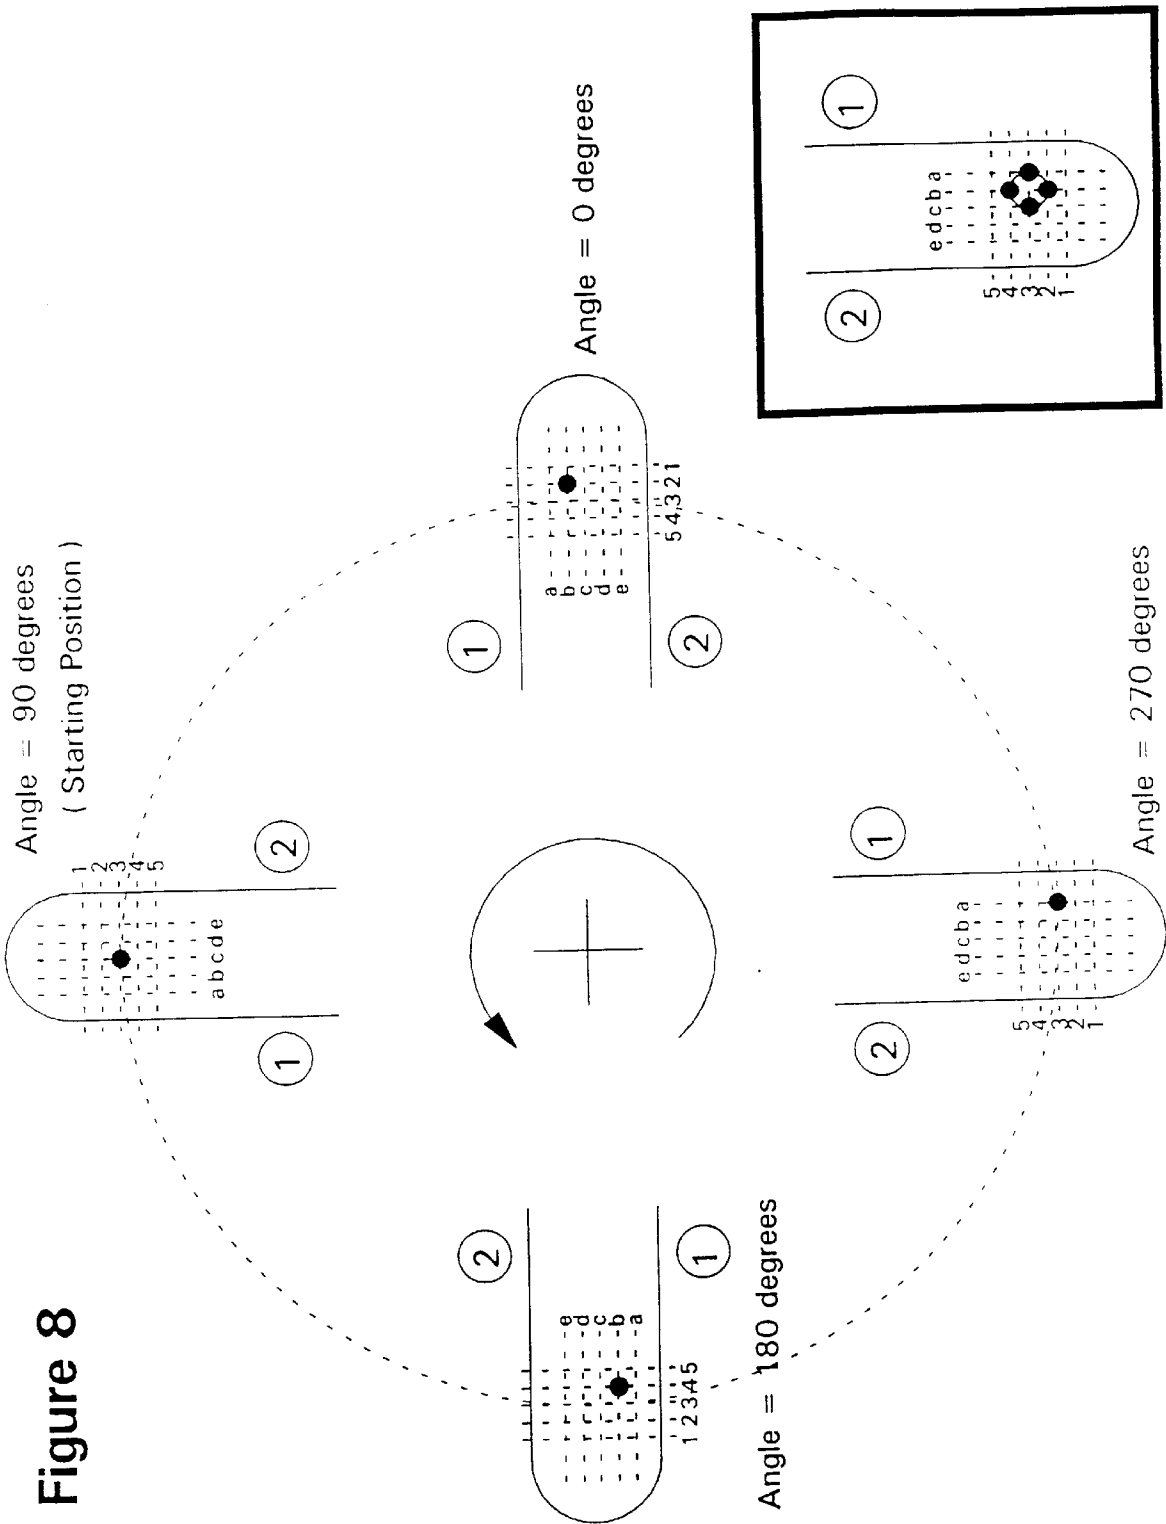 Figure 8
Angle = 90 degrees
( Starting Position )
1
2
3
4
5
a b c d e
1
2
Angle = 0 degrees
1
2
a
b
c
d
e
5 4 3 2 1
Angle = 180 degrees
2
1
e
d
c
b
a
1 2 3 4 5
Angle = 270 degrees
2
1
e d c b a
5
4
3
2
1
2
1
e d c b a
5
4
3
2
1